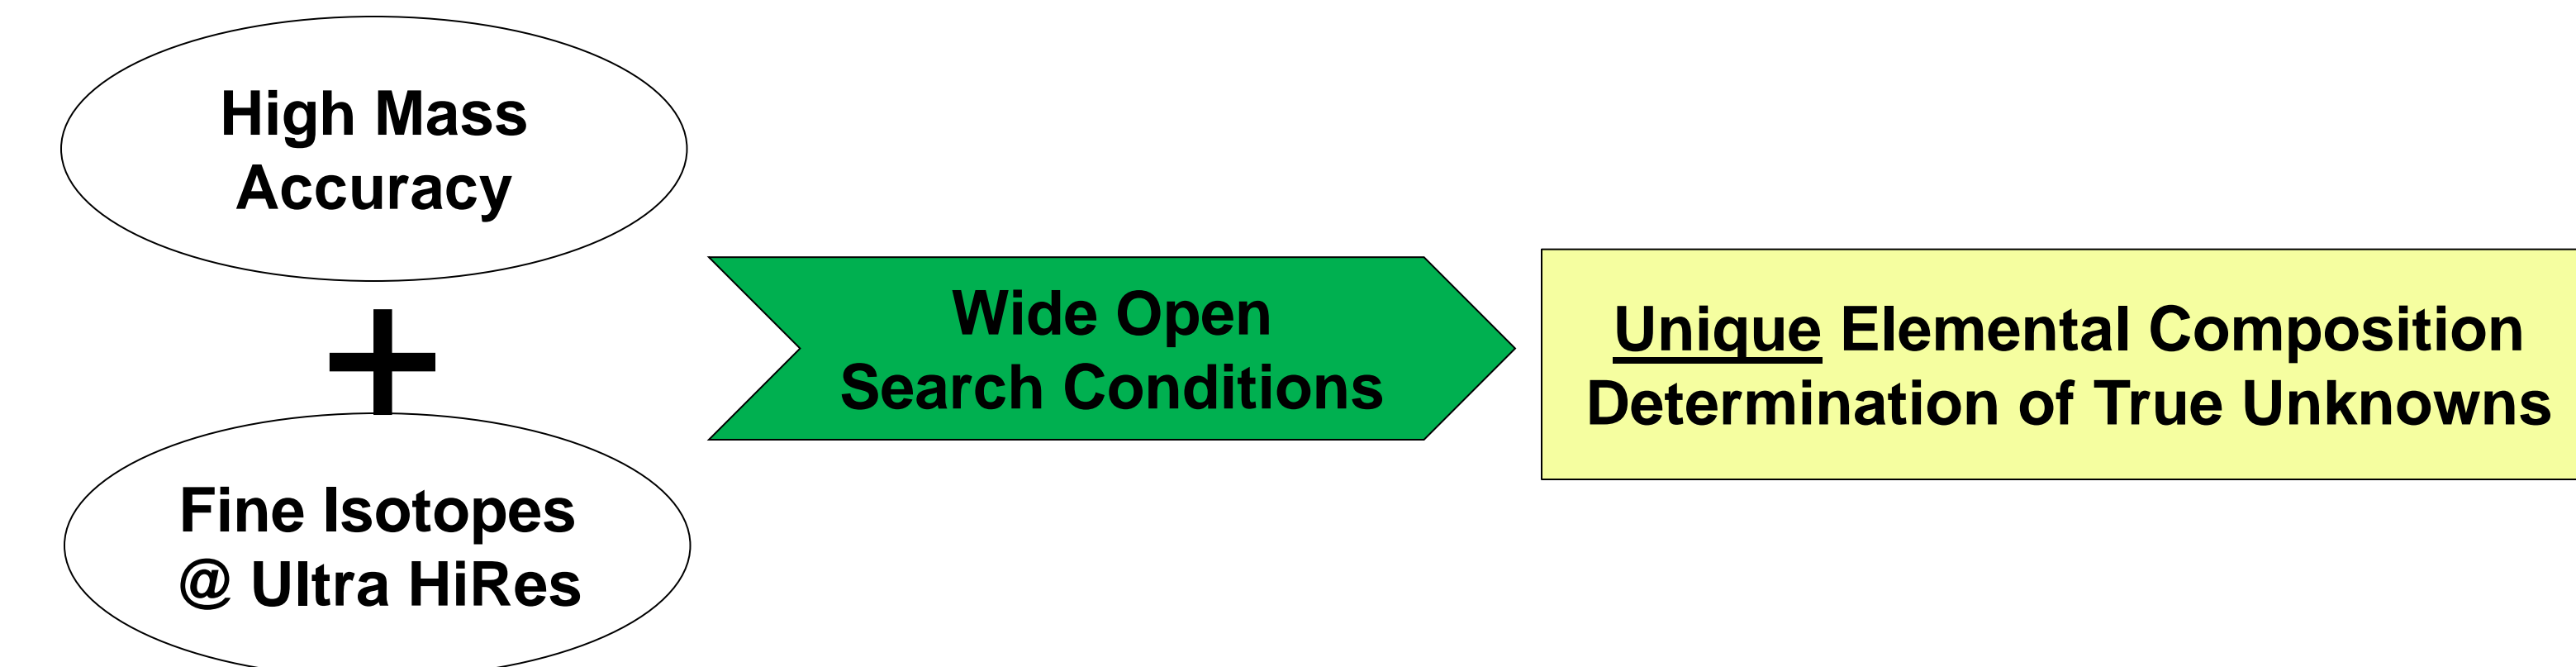 High Mass
Accuracy
+
Fine Isotopes
@ Ultra HiRes
Wide Open
Search Conditions
Unique Elemental Composition
Determination of True Unknowns